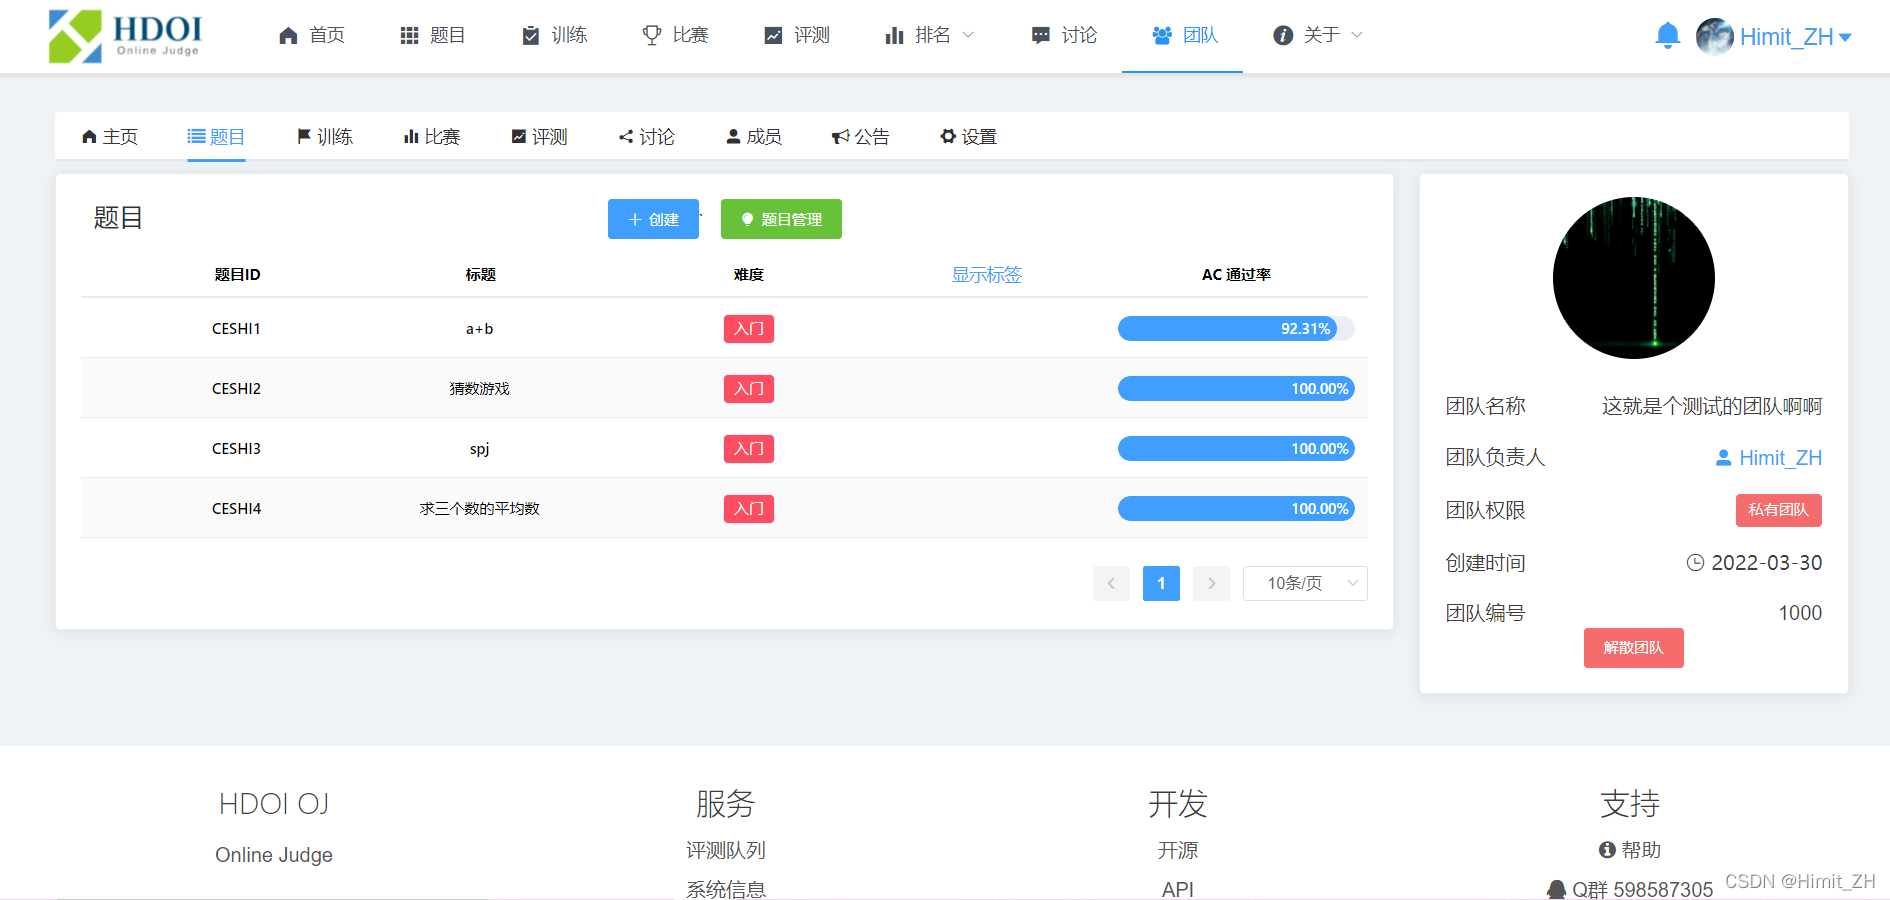 HDOI
Online Judge
首页 题目 训练 比赛 评测 排名 讨论 团队 关于 Himit_ZH
主页 题目 训练 比赛 评测 讨论 成员 公告 设置
题目 创建 ` 题目管理
题目ID 标题 难度 显示标签 AC 通过率
CESHI1 a+b 入门 92.31%
CESHI2 猜数游戏 入门 100.00%
CESHI3 spj 入门 100.00%
CESHI4 求三个数的平均数 入门 100.00%
1 10条/页
团队名称 这就是个测试的团队啊啊
团队负责人 Himit_ZH
团队权限 私有团队
创建时间 2022-03-30
团队编号 1000
解散团队
HDOI OJ
Online Judge
服务
评测队列
系统信息
开发
开源
API
支持
帮助
Q群 598587305
CSDN @Himit_ZH